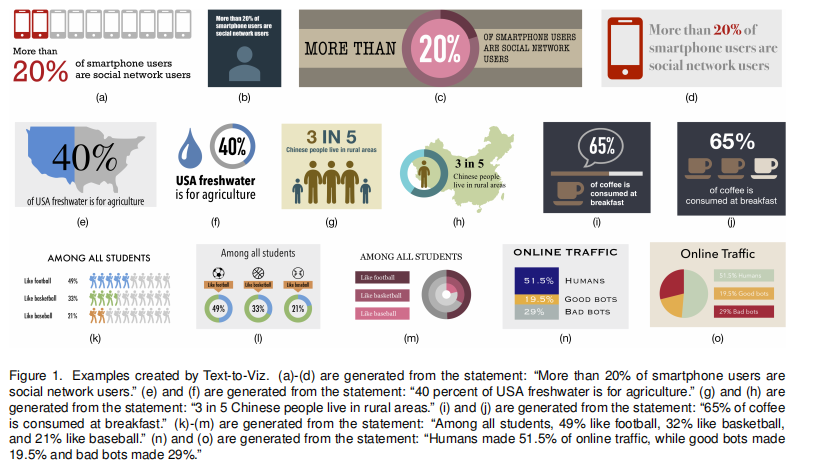 More than
20% of smartphone users
are social network users
(a)
More than 20% of
smartphone users are
social network users
(b)
MORE THAN 20% OF SMARTPHONE USERS
ARE SOCIAL NETWORK
USERS
(c)
More than 20% of
smartphone users are
social network users
(d)
40%
of USA freshwater is for agriculture
(e)
40%
USA freshwater
is for agriculture
(f)
3 IN 5
Chinese people live in rural areas
(g)
3 in 5
Chinese people
live in rural areas
(h)
65%
of coffee is
consumed at
breakfast
(i)
65%
of coffee is
consumed at breakfast
(j)
AMONG ALL STUDENTS
Like football 49%
Like basketball 33%
Like baseball 21%
(k)
Among all students
Like football Like basketball Like baseball
49% 33% 21%
(l)
AMONG ALL STUDENTS
Like football
Like basketball
Like baseball
(m)
ONLINE TRAFFIC
51.5% HUMANS
19.5% GOOD BOTS
29% BAD BOTS
(n)
Online Traffic
51.5% Humans
19.5% Good bots
29% Bad bots
(o)
Figure 1. Examples created by Text-to-Viz. (a)-(d) are generated from the statement: “More than 20% of smartphone users are
social network users.” (e) and (f) are generated from the statement: “40 percent of USA freshwater is for agriculture.” (g) and (h) are
generated from the statement: “3 in 5 Chinese people live in rural areas.” (i) and (j) are generated from the statement: “65% of coffee
is consumed at breakfast.” (k)-(m) are generated from the statement: “Among all students, 49% like football, 32% like basketball,
and 21% like baseball.” (n) and (o) are generated from the statement: “Humans made 51.5% of online traffic, while good bots made
19.5% and bad bots made 29%.”